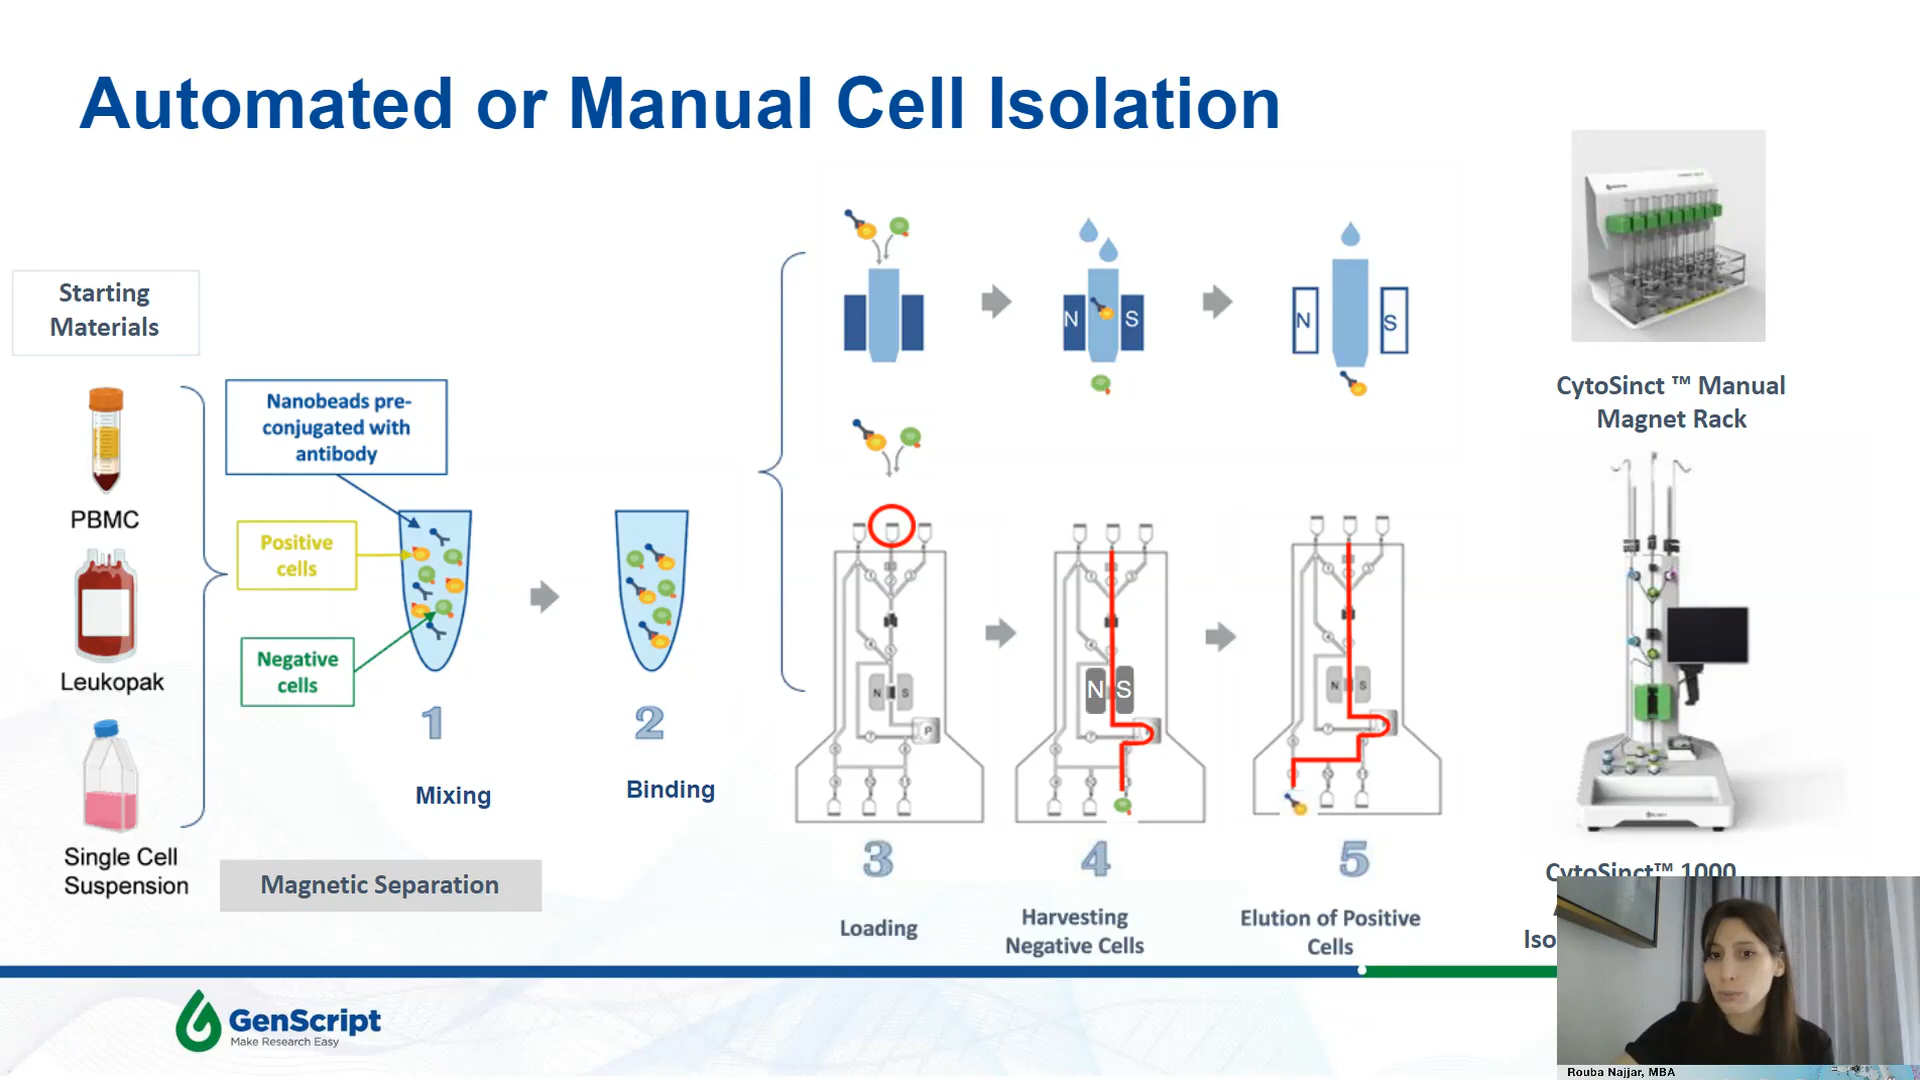 Automated or Manual Cell Isolation
Starting
Materials
PBMC
Leukopak
Single Cell
Suspension
Nanobeads pre-
conjugated with
antibody
Positive
cells
Negative
cells
1
Mixing
2
Binding
Magnetic Separation
N
S
N
S
N
S
P
N
S
N
S
3
Loading
4
Harvesting
Negative Cells
5
Elution of Positive
Cells
CytoSinct ™ Manual
Magnet Rack
CytoSinct™ 1000
Iso
GenScript
Make Research Easy
Rouba Najjar, MBA